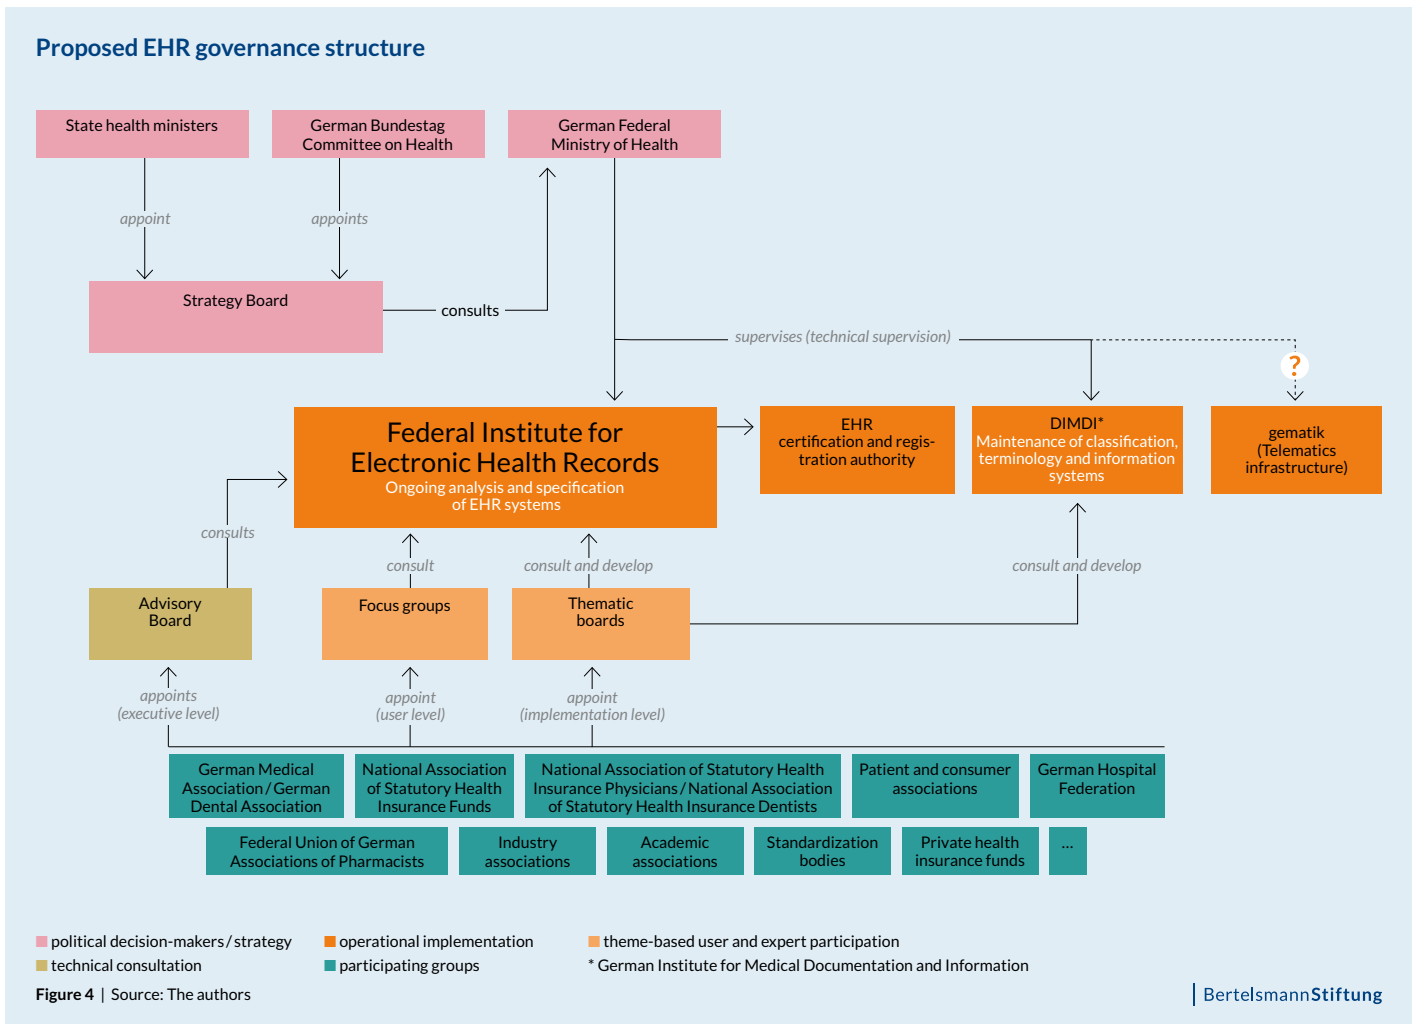 Proposed EHR governance structure
State health ministers
German Bundestag
Committee on Health
German Federal
Ministry of Health
appoint
appoints
Strategy Board
consults
supervises (technical supervision)
?
Federal Institute for
Electronic Health Records
Ongoing analysis and specification
of EHR systems
EHR
certification and regis-
tration authority
DIMDI*
Maintenance of classification,
terminology and information
systems
gematik
(Telematics
infrastructure)
consults
consult
consult and develop
consult and develop
Advisory
Board
Focus groups
Thematic
boards
appoints
(executive level)
appoint
(user level)
appoint
(implementation level)
German Medical
Association / German
Dental Association
National Association
of Statutory Health
Insurance Funds
National Association of Statutory Health
Insurance Physicians / National Association
of Statutory Health Insurance Dentists
Patient and consumer
associations
German Hospital
Federation
Federal Union of German
Associations of Pharmacists
Industry
associations
Academic
associations
Standardization
bodies
Private health
insurance funds
...
political decision-makers / strategy
operational implementation
theme-based user and expert participation
technical consultation
participating groups
* German Institute for Medical Documentation and Information
Figure 4 | Source: The authors
BertelsmannStiftung